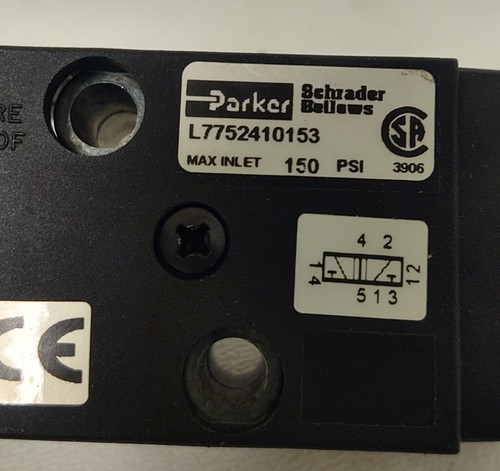 RE
OF
Parker
Schrader
Bellows
L7752410153
MAX INLET 150 PSI
SA
3906
4 2
14
12
5 1 3
CE